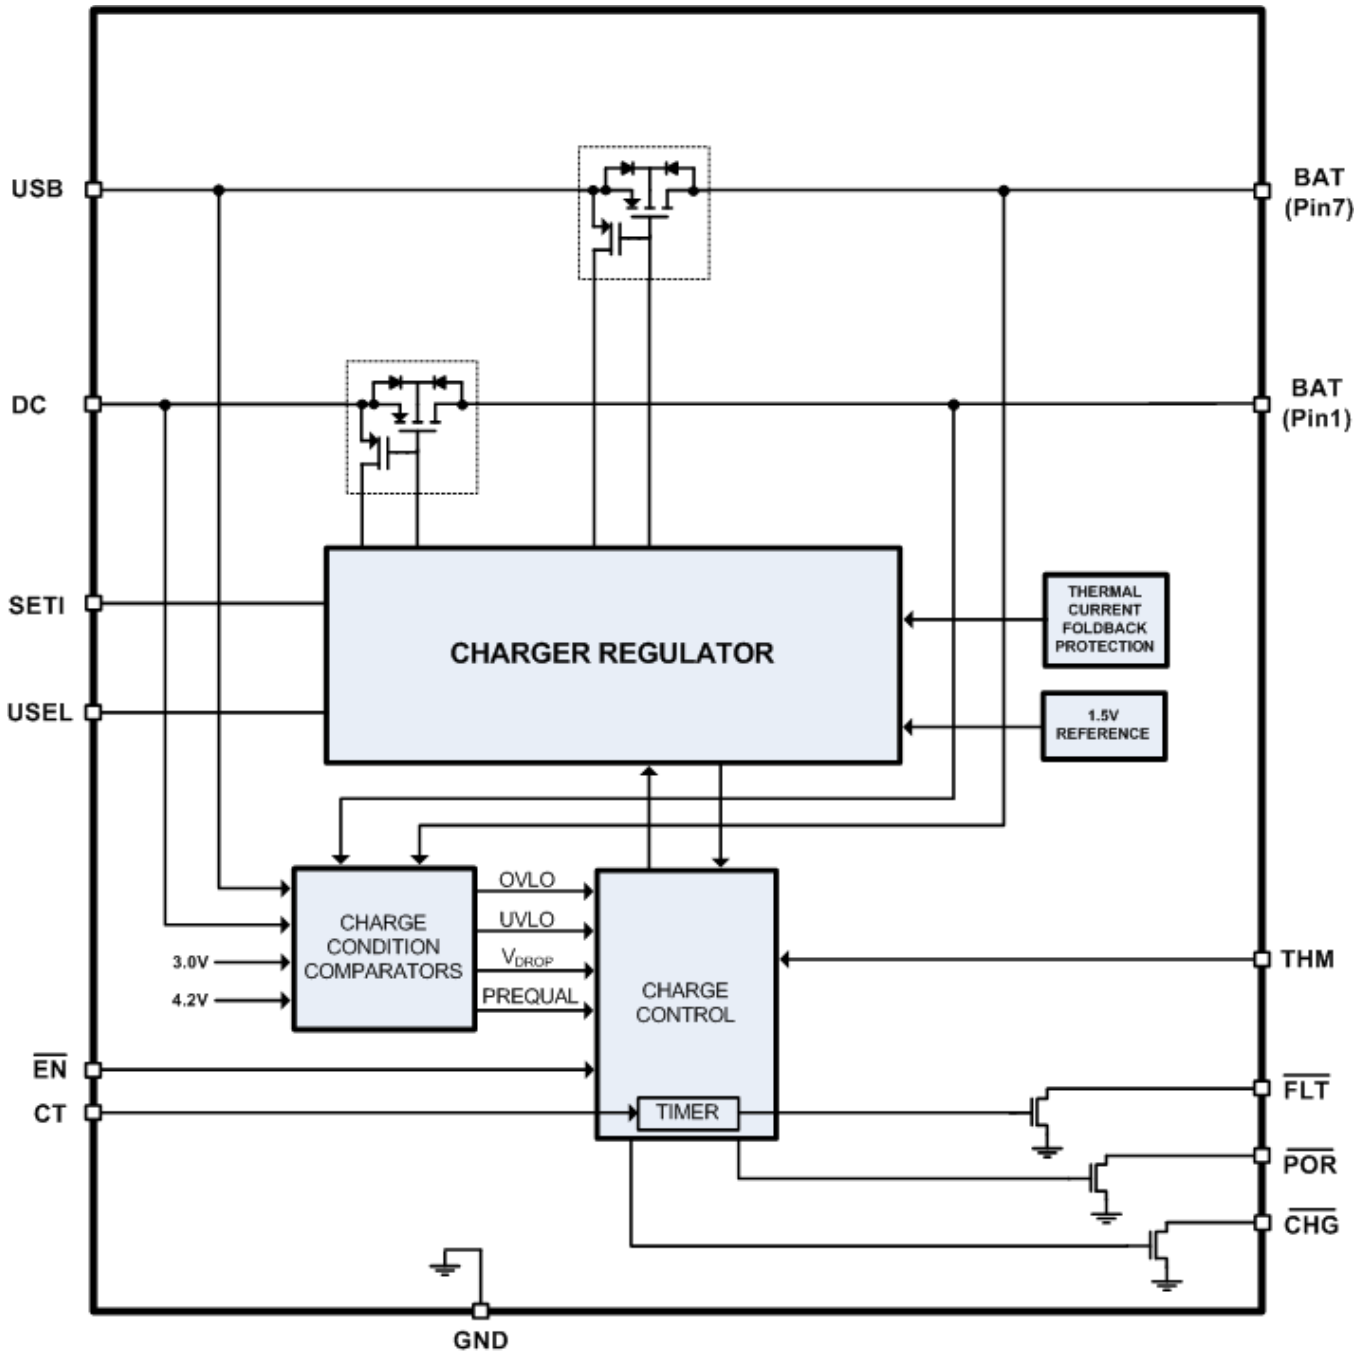 USB
BAT
(Pin7)
DC
BAT
(Pin1)
SETI
CHARGER REGULATOR
THERMAL
CURRENT
FOLDBACK
PROTECTION
USEL
1.5V
REFERENCE
CHARGE
CONDITION
COMPARATORS
3.0V
4.2V
OVLO
UVLO
VDROP
PREQUAL
CHARGE
CONTROL
THM
EN
CT
TIMER
FLT
POR
CHG
GND